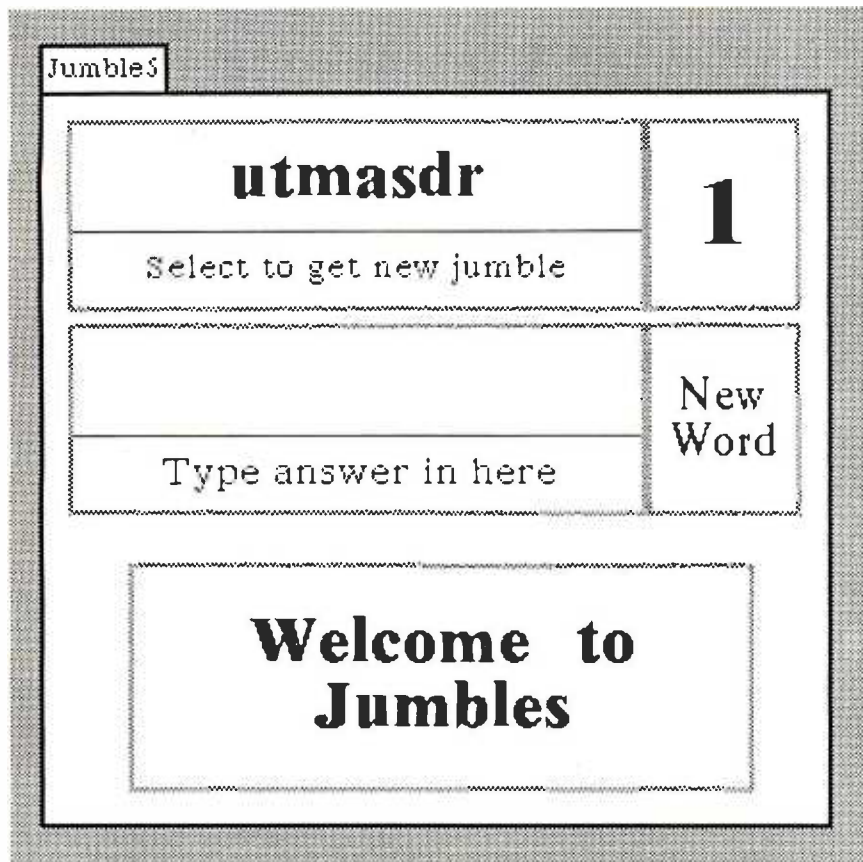 Jumbles
utmasdr
1
Select to get new jumble
Type answer in here
New
Word
Welcome to
Jumbles